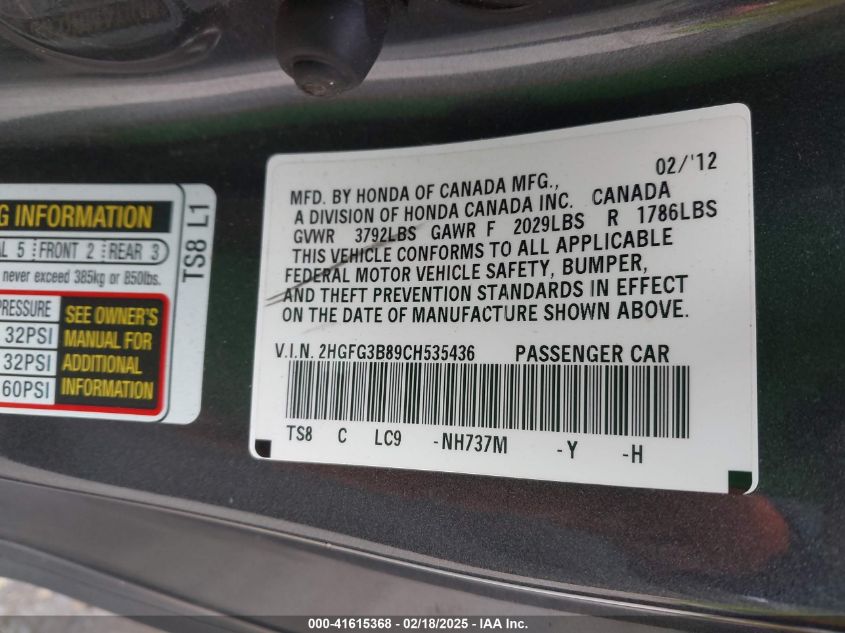 G INFORMATION
AL 5 FRONT 2 REAR 3
never exceed 385kg or 850lbs.
PRESSURE
32PSI
32PSI
60PSI
SEE OWNER'S
MANUAL FOR
ADDITIONAL
INFORMATION
TS8 L1
02/'12
MFD. BY HONDA OF CANADA MFG.,
A DIVISION OF HONDA CANADA INC. CANADA
GVWR 3792LBS GAWR F 2029LBS R 1786LBS
THIS VEHICLE CONFORMS TO ALL APPLICABLE
FEDERAL MOTOR VEHICLE SAFETY, BUMPER,
AND THEFT PREVENTION STANDARDS IN EFFECT
ON THE DATE OF MANUFACTURE SHOWN ABOVE.
V.I.N. 2HGFG3B89CH535436 PASSENGER CAR
TS8 C LC9 -NH737M -Y -H
000-41615368 - 02/18/2025 - IAA Inc.